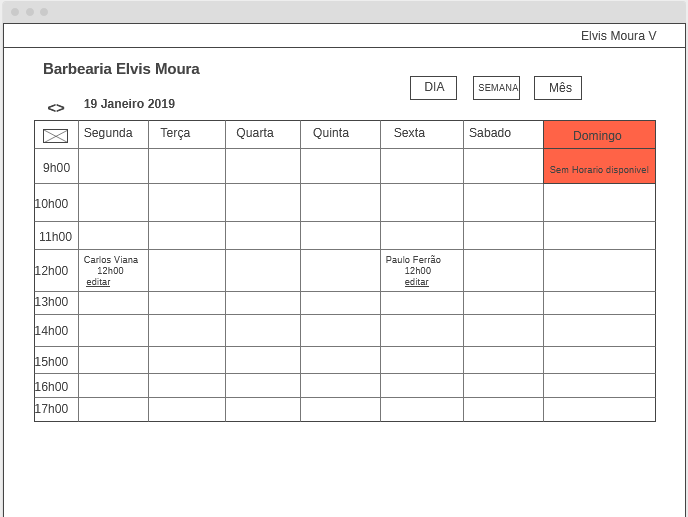 Elvis Moura V
Barbearia Elvis Moura
DIA SEMANA Mês
<> 19 Janeiro 2019
Segunda Terça Quarta Quinta Sexta Sabado Domingo
9h00 Sem Horario disponivel
10h00
11h00
Carlos Viana Paulo Ferrão
12h00 12h00 12h00
editar editar
13h00
14h00
15h00
16h00
17h00